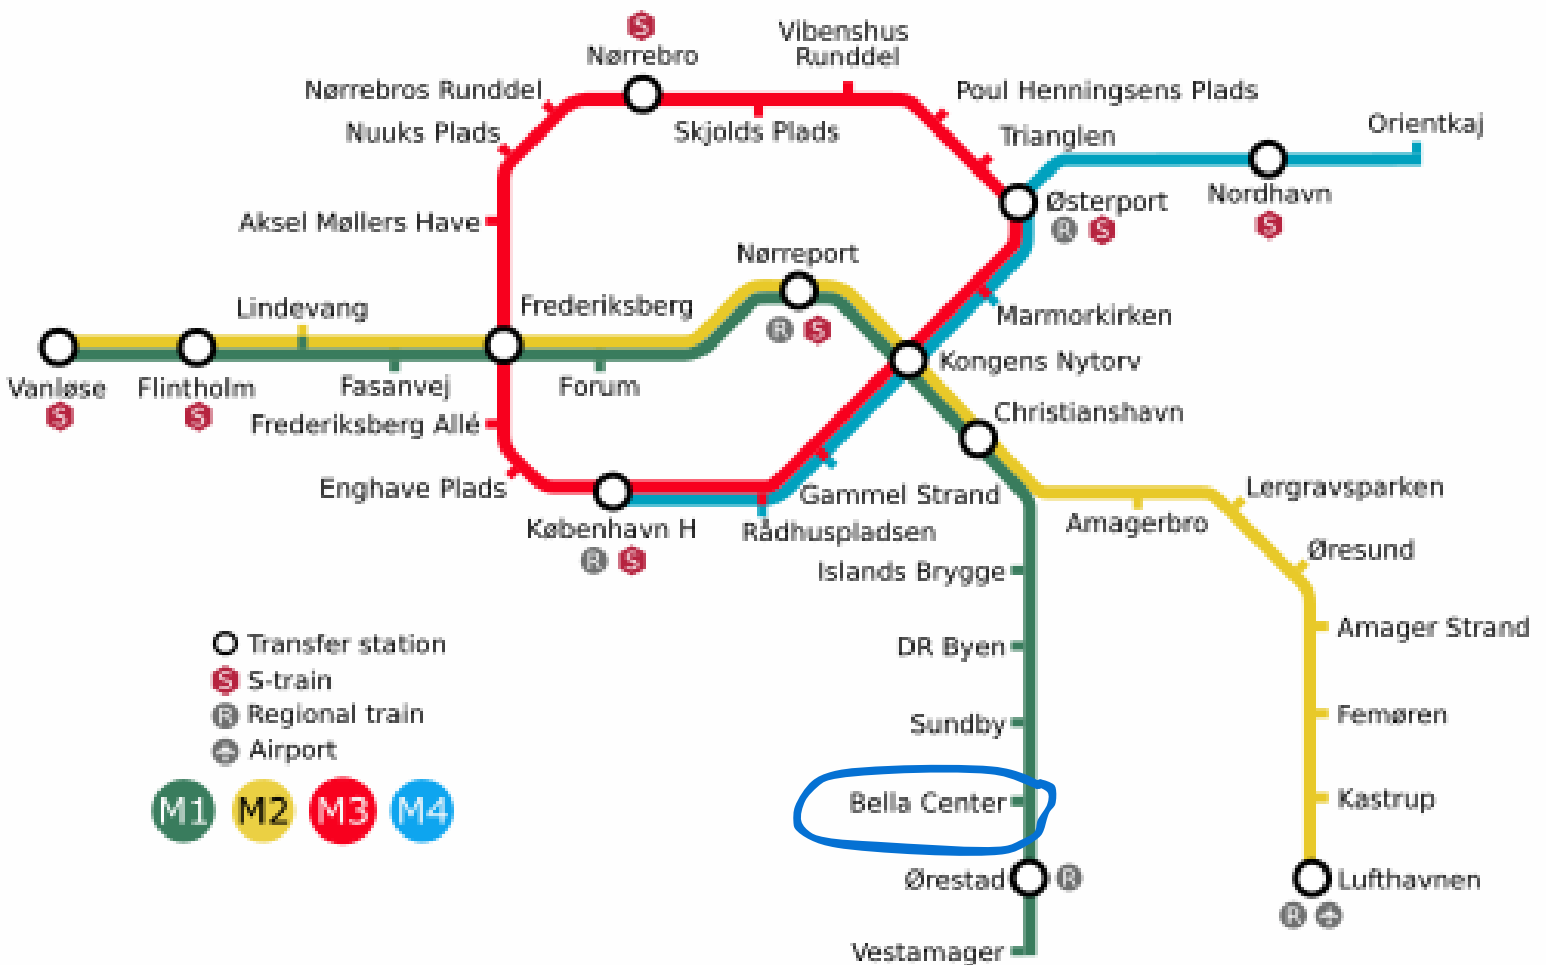 S
Nørrebro
Vibenshus
Runddel
Nørrebros Runddel
Poul Henningsens Plads
Nuuks Plads
Skjolds Plads
Trianglen
Orientkaj
Østerport
R S
Nordhavn
S
Aksel Møllers Have
Nørreport
R S
Lindevang
Frederiksberg
Marmorkirken
Kongens Nytorv
Vanløse
S
Flintholm
S
Fasanvej
Forum
Christianshavn
Frederiksberg Allé
Enghave Plads
Gammel Strand
Lergravsparken
København H
R S
Rådhuspladsen
Amagerbro
Øresund
Islands Brygge
Amager Strand
DR Byen
Femøren
Sundby
Kastrup
Bella Center
Ørestad R
Lufthavnen
R
Vestamager
Transfer station
S S-train
R Regional train
Airport
M1 M2 M3 M4